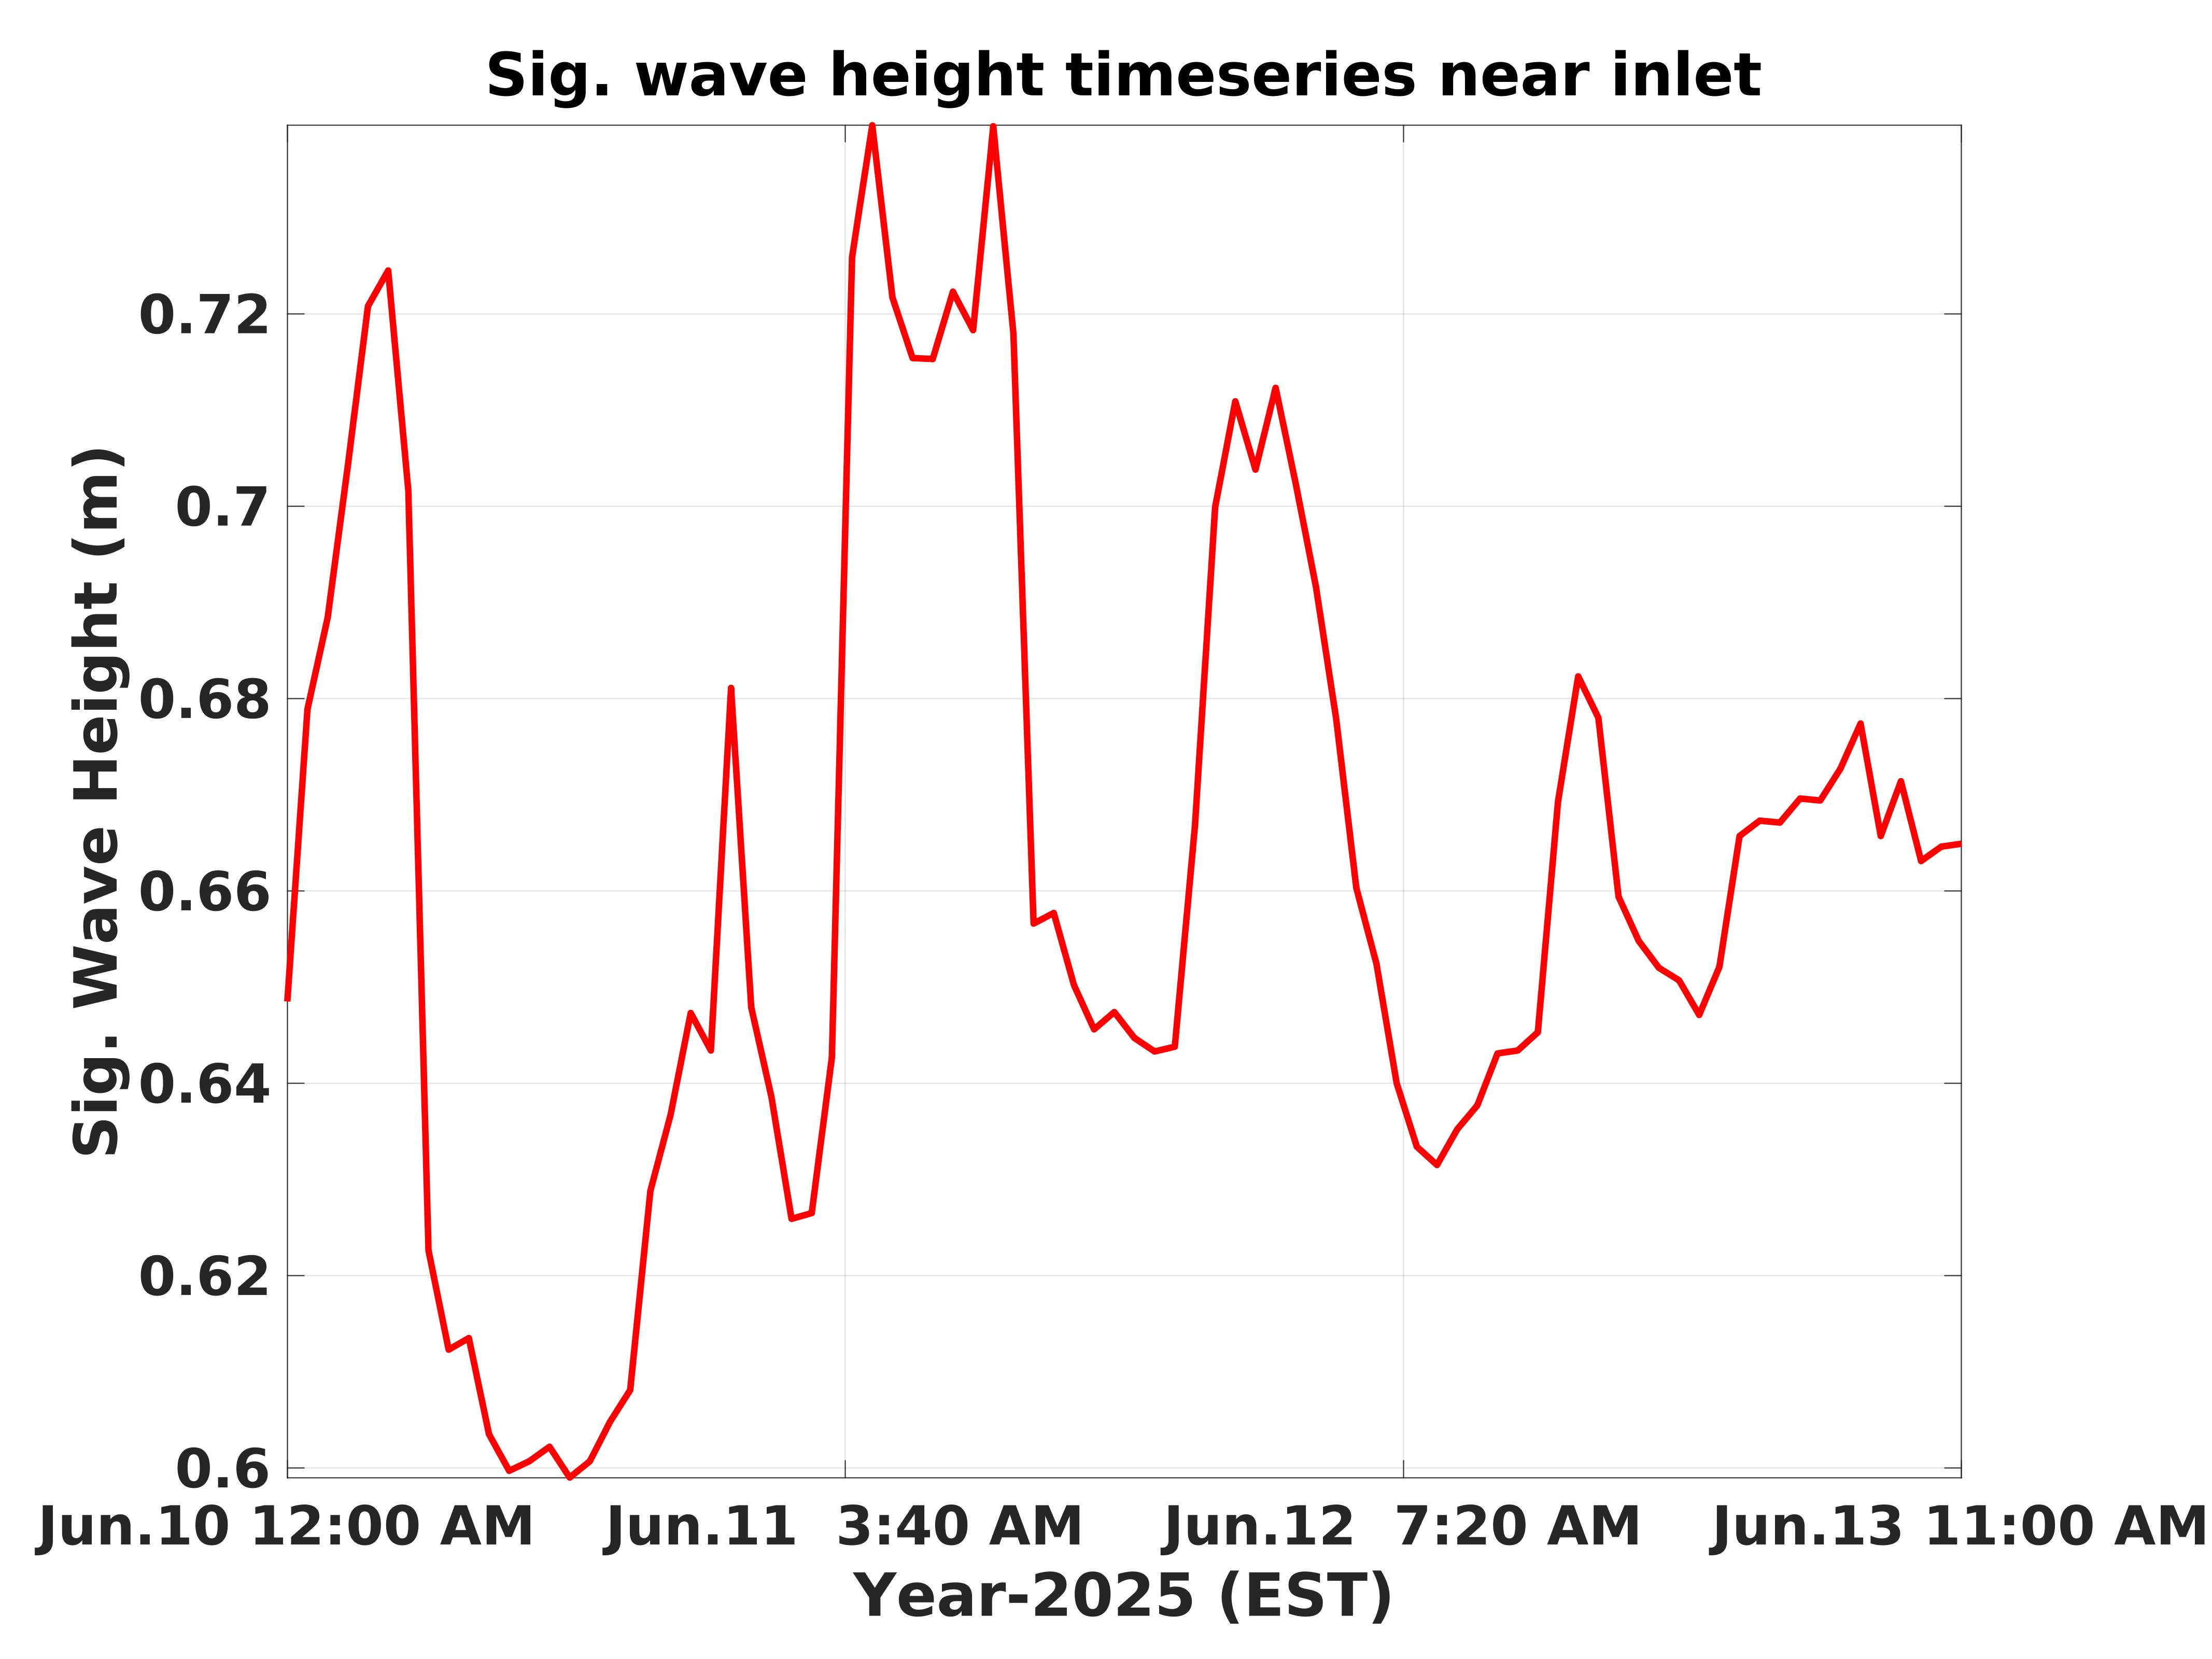 Sig. wave height timeseries near inlet
Sig. Wave Height (m)
0.72
0.7
0.68
0.66
0.64
0.62
0.6
Jun.10 12:00 AM Jun.11 3:40 AM Jun.12 7:20 AM Jun.13 11:00 AM
Year-2025 (EST)